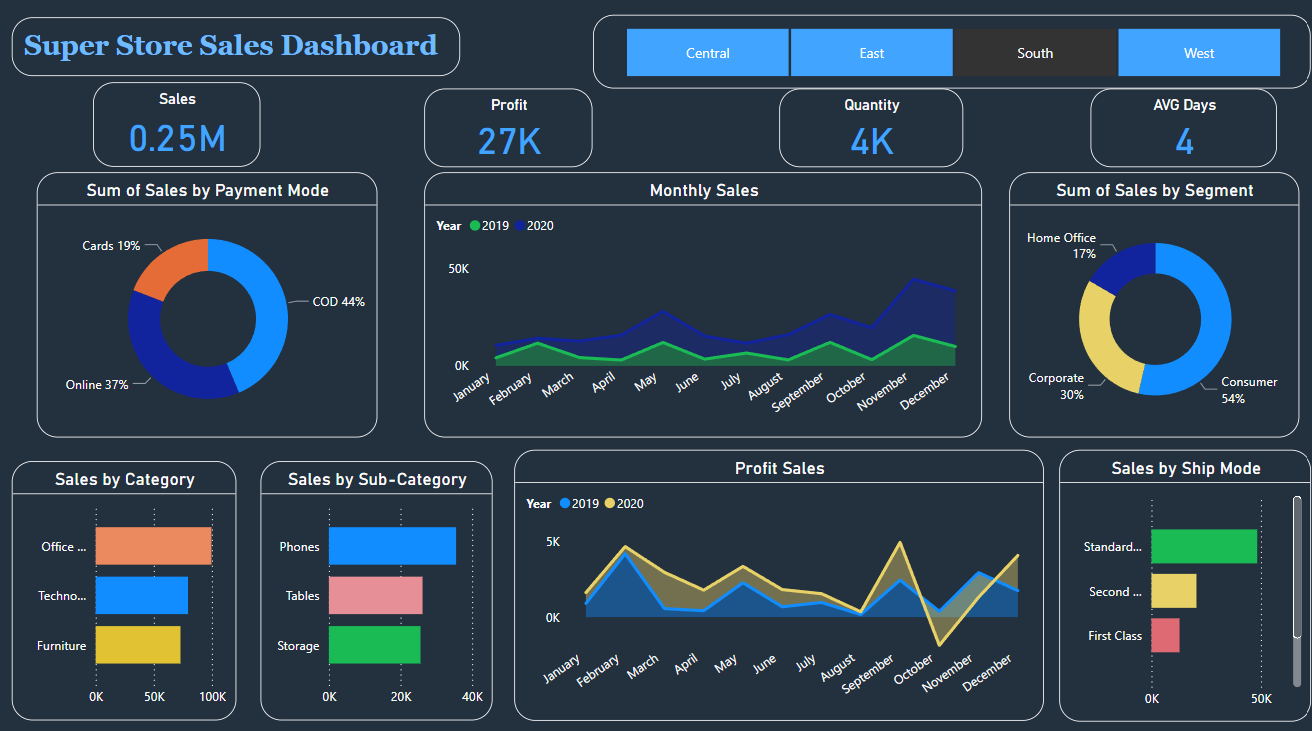 Super Store Sales Dashboard
Central
East
South
West
Sales
0.25M
Profit
27K
Quantity
4K
AVG Days
4
Sum of Sales by Payment Mode
Cards 19%
COD 44%
Online 37%
Monthly Sales
Year 2019 2020
50K
0K
January
February
March
April
May
June
July
August
September
October
November
December
Sum of Sales by Segment
Home Office
17%
Corporate
30%
Consumer
54%
Sales by Category
Office ...
Techno...
Furniture
0K 50K 100K
Sales by Sub-Category
Phones
Tables
Storage
0K 20K 40K
Profit Sales
Year 2019 2020
5K
0K
January
February
March
April
May
June
July
August
September
October
November
December
Sales by Ship Mode
Standard...
Second ...
First Class
0K 50K